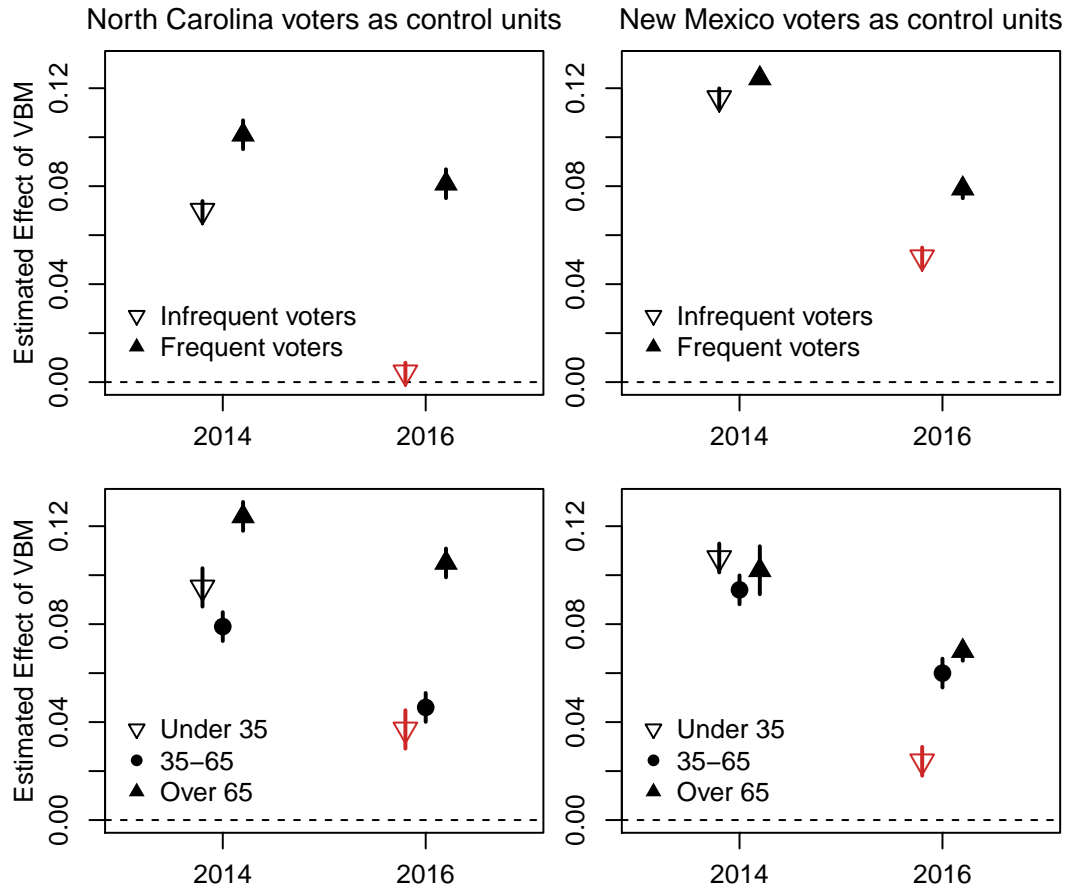 North Carolina voters as control units
New Mexico voters as control units
Estimated Effect of VBM
0.12
0.08
0.04
0.00
Infrequent voters
Frequent voters
2014
2016
0.12
0.08
0.04
0.00
Infrequent voters
Frequent voters
2014
2016
Estimated Effect of VBM
0.12
0.08
0.04
0.00
Under 35
35−65
Over 65
2014
2016
0.12
0.08
0.04
0.00
Under 35
35−65
Over 65
2014
2016